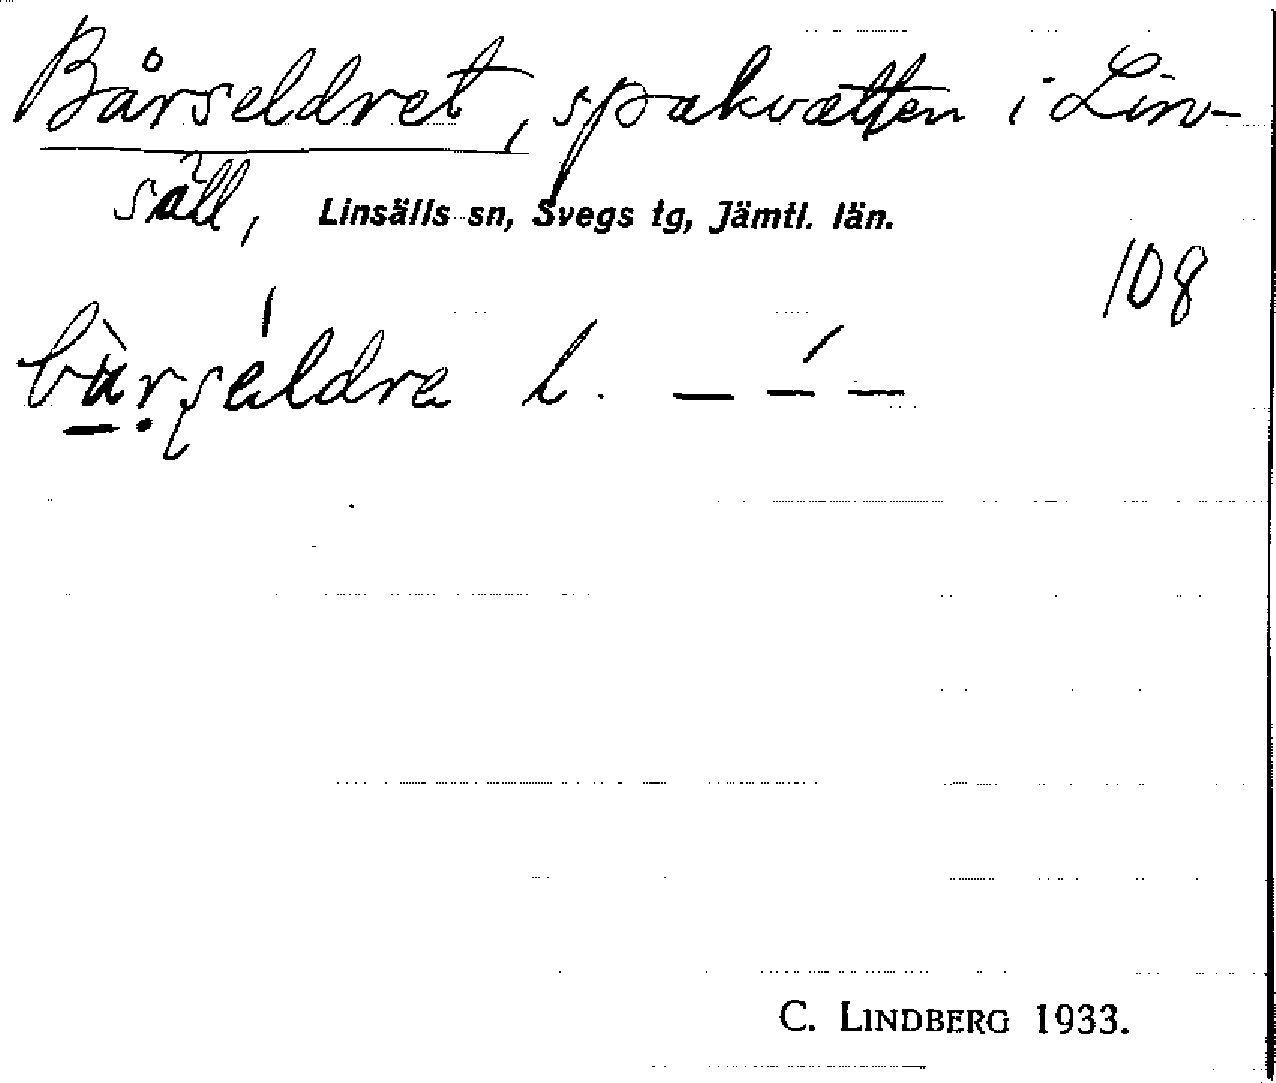 Bårseldret, spakvatten i Lin-
säll, Linsälls sn, Svegs tg, Jämtl. län.
108
C. LINDBERG 1933.